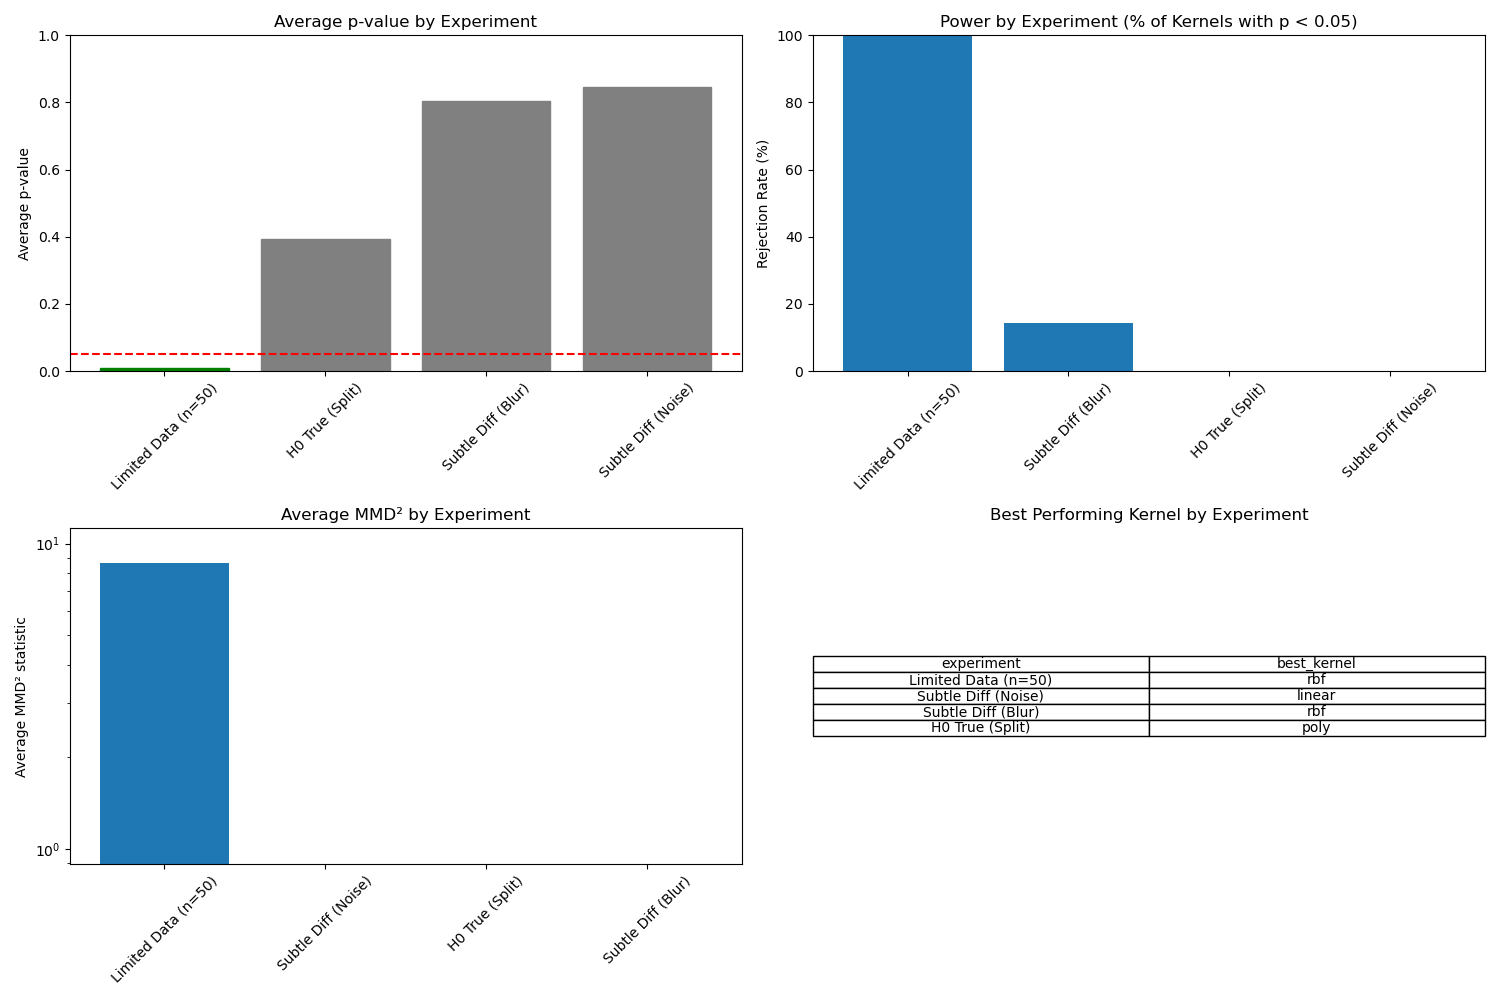 Average p-value by Experiment
1.0
0.8
0.6
0.4
0.2
0.0
Average p-value
Limited Data (n=50)
H0 True (Split)
Subtle Diff (Blur)
Subtle Diff (Noise)
Power by Experiment (% of Kernels with p < 0.05)
100
80
60
40
20
0
Rejection Rate (%)
Limited Data (n=50)
Subtle Diff (Blur)
H0 True (Split)
Subtle Diff (Noise)
Average MMD² by Experiment
10¹
10⁰
Average MMD² statistic
Limited Data (n=50)
Subtle Diff (Noise)
H0 True (Split)
Subtle Diff (Blur)
Best Performing Kernel by Experiment
experiment best_kernel
Limited Data (n=50) rbf
Subtle Diff (Noise) linear
Subtle Diff (Blur) rbf
H0 True (Split) poly